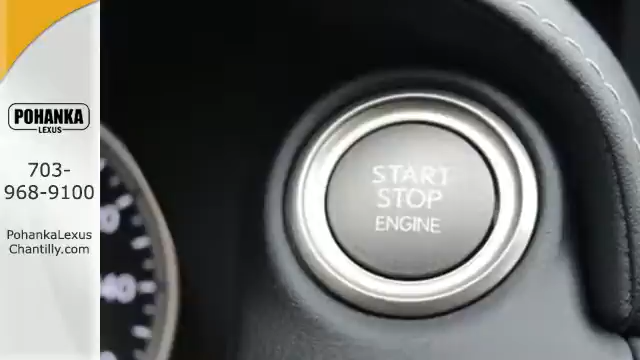 POHANKA
LEXUS
703-
968-9100
PohankaLexus
Chantilly.com
START
STOP
ENGINE